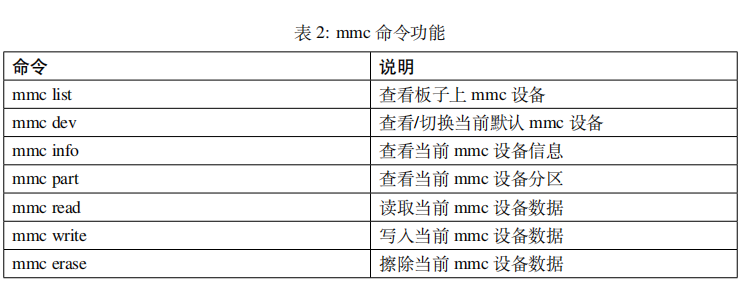 表 2: mmc 命令功能
命令 说明
mmc list 查看板子上 mmc 设备
mmc dev 查看/切换当前默认 mmc 设备
mmc info 查看当前 mmc 设备信息
mmc part 查看当前 mmc 设备分区
mmc read 读取当前 mmc 设备数据
mmc write 写入当前 mmc 设备数据
mmc erase 擦除当前 mmc 设备数据